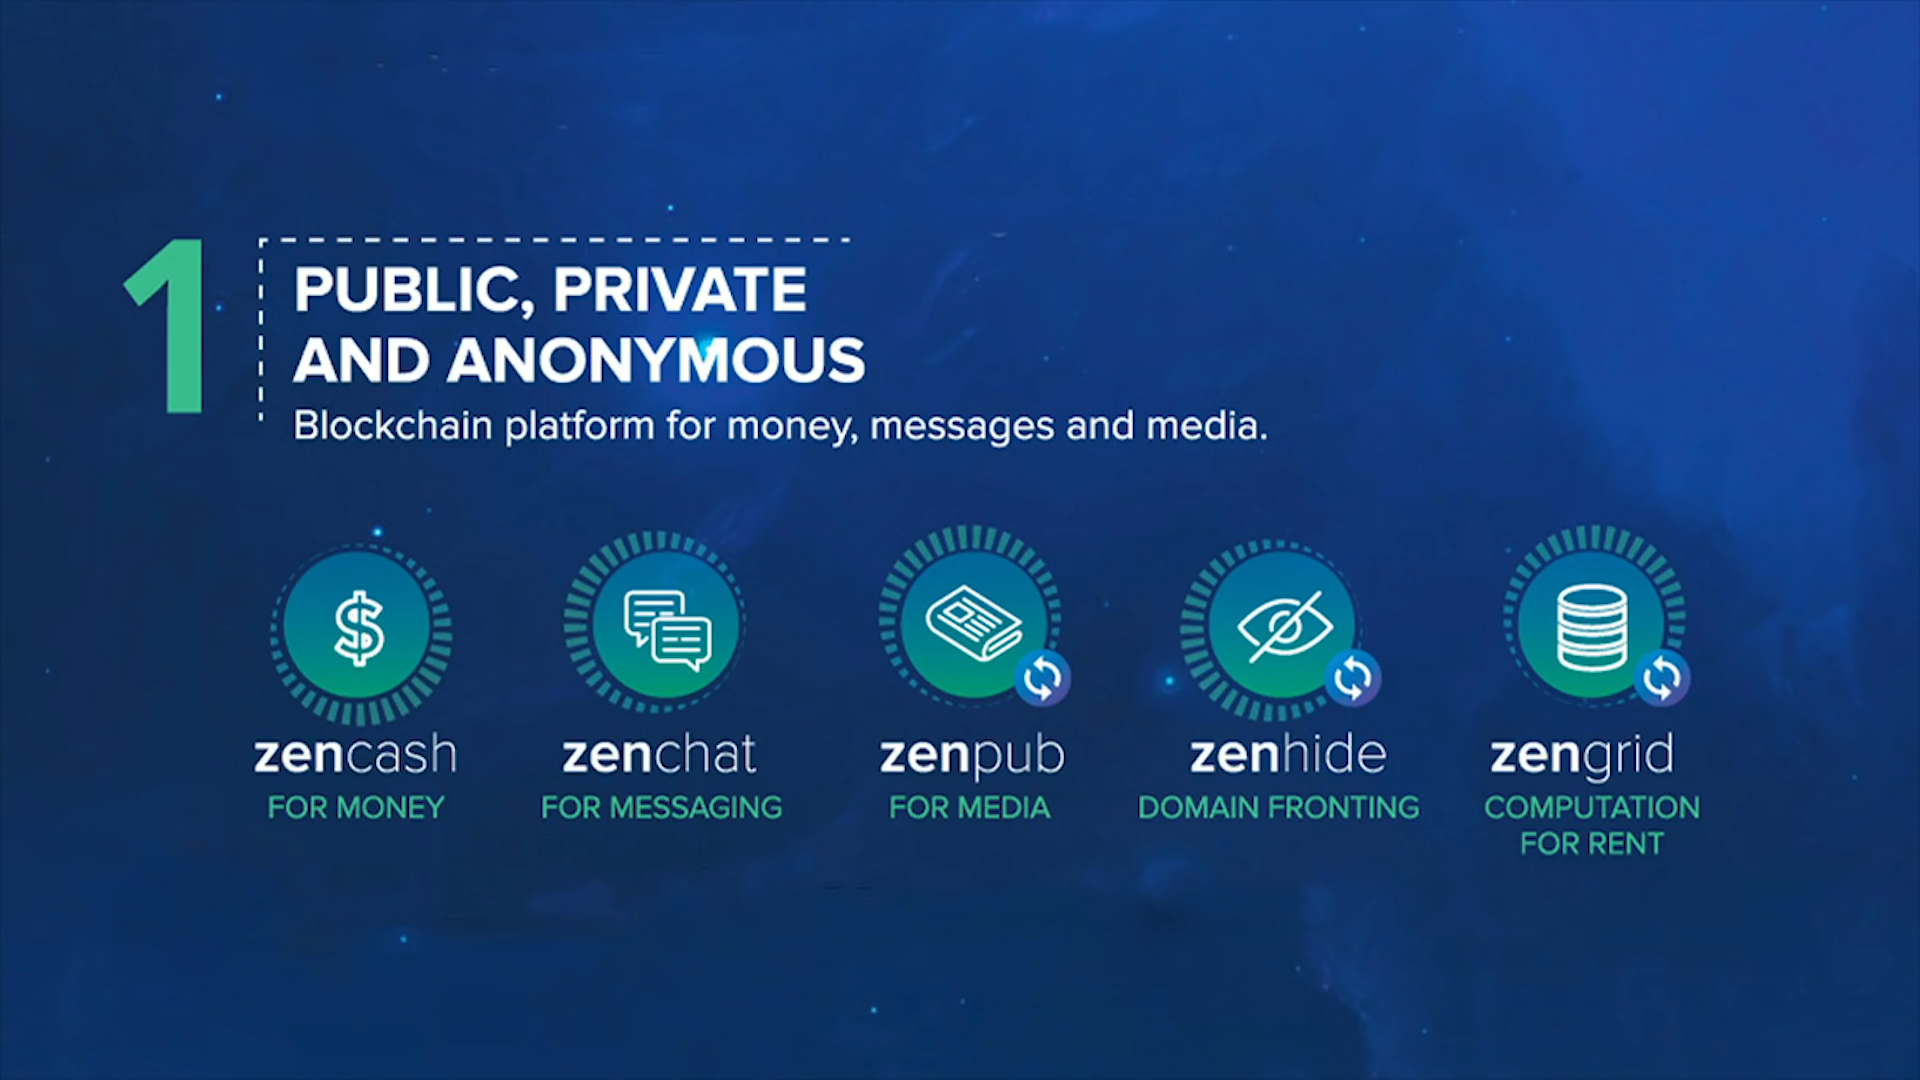 1
PUBLIC, PRIVATE
AND ANONYMOUS
Blockchain platform for money, messages and media.
zencash
FOR MONEY
zenchat
FOR MESSAGING
zenpub
FOR MEDIA
zenhide
DOMAIN FRONTING
zengrid
COMPUTATION
FOR RENT